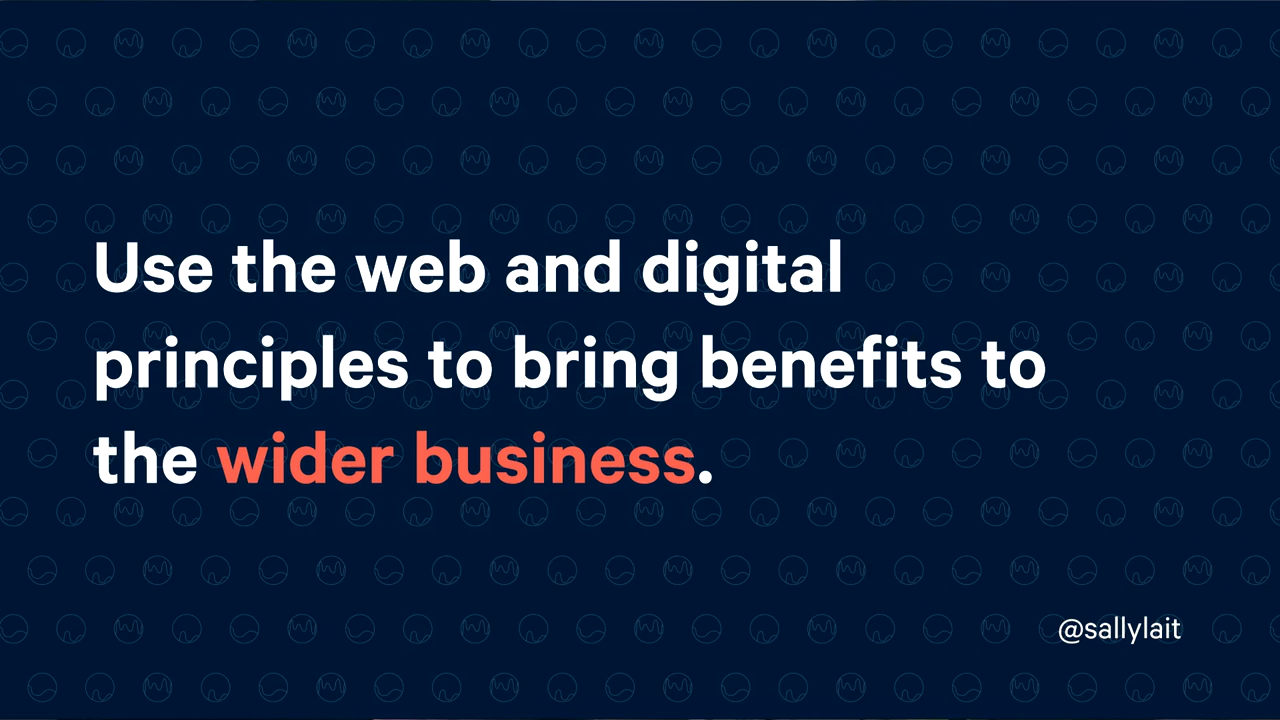 Use the web and digital
principles to bring benefits to
the wider business.
@sallylait